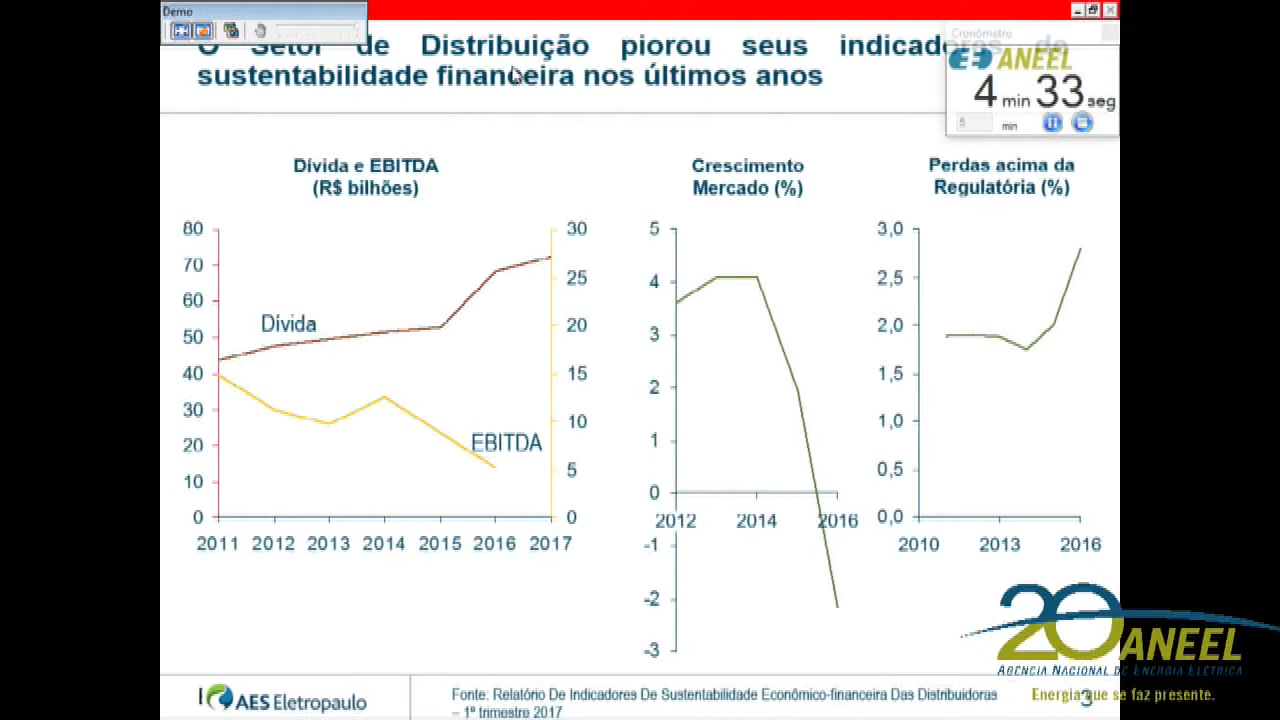 Demo
O Setor de Distribuição piorou seus indicadores de
sustentabilidade financeira nos últimos anos
Cronômetro
ANEEL
4 min 33 seg
5 min
Dívida e EBITDA
(R$ bilhões)
80
70
60
50
40
30
20
10
0
30
25
20
15
10
5
0
Dívida
EBITDA
2011 2012 2013 2014 2015 2016 2017
Crescimento
Mercado (%)
5
4
3
2
1
0
-1
-2
-3
2012 2014 2016
Perdas acima da
Regulatória (%)
3,0
2,5
2,0
1,5
1,0
0,5
0,0
2010 2013 2016
20 ANEEL
AGÊNCIA NACIONAL DE ENERGIA ELÉTRICA
Energia que se faz presente.
AES Eletropaulo
Fonte: Relatório De Indicadores De Sustentabilidade Econômico-financeira Das Distribuidoras
– 1º trimestre 2017
3